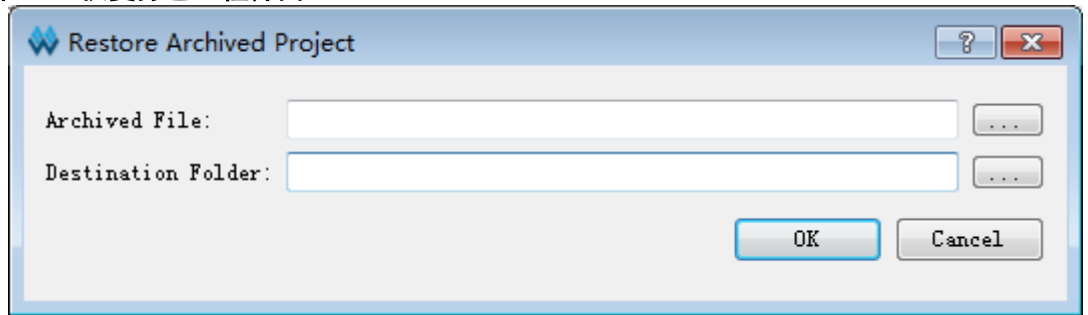 Restore Archived Project
Archived File:
...
Destination Folder:
...
OK
Cancel